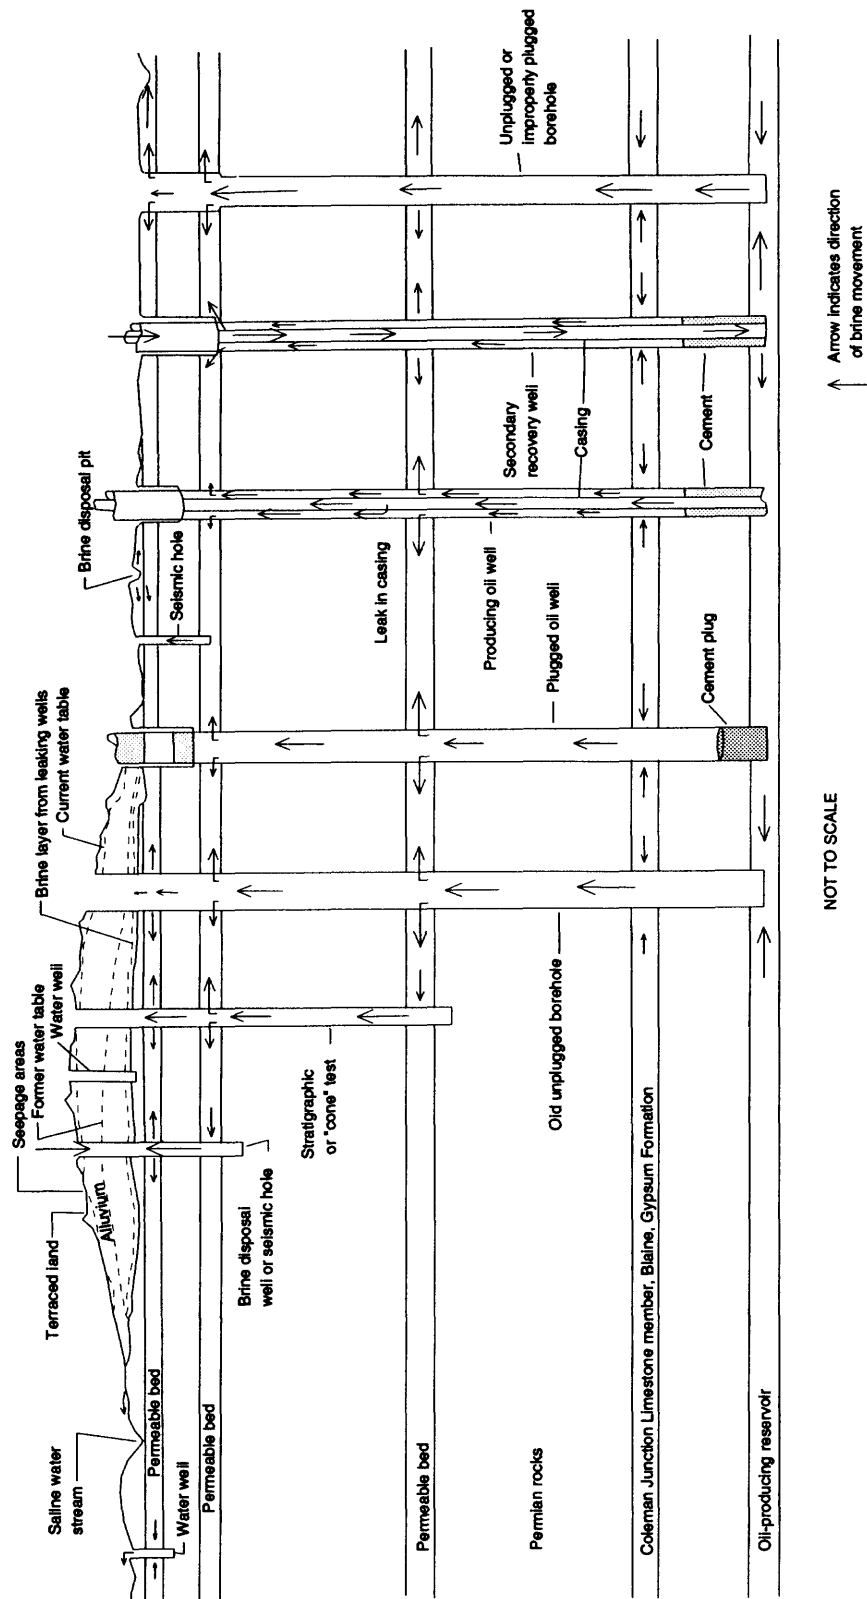 Saline water
stream
Terraced land
Seepage areas
Former water table
Water well
Brine layer from leaking wells
Current water table
Brine disposal pit
Seismic hole
Alluvium
Permeable bed
Water well
Permeable bed
Brine disposal
well or seismic hole
Stratigraphic
or "cone" test
Leak in casing
Permeable bed
Permian rocks
Old unplugged borehole
Plugged oil well
Producing oil well
Secondary
recovery well
Unplugged or
improperly plugged
borehole
Casing
Coleman Junction Limestone member, Blaine, Gypsum Formation
Cement plug
Cement
Oil-producing reservoir
NOT TO SCALE
Arrow indicates direction
of brine movement